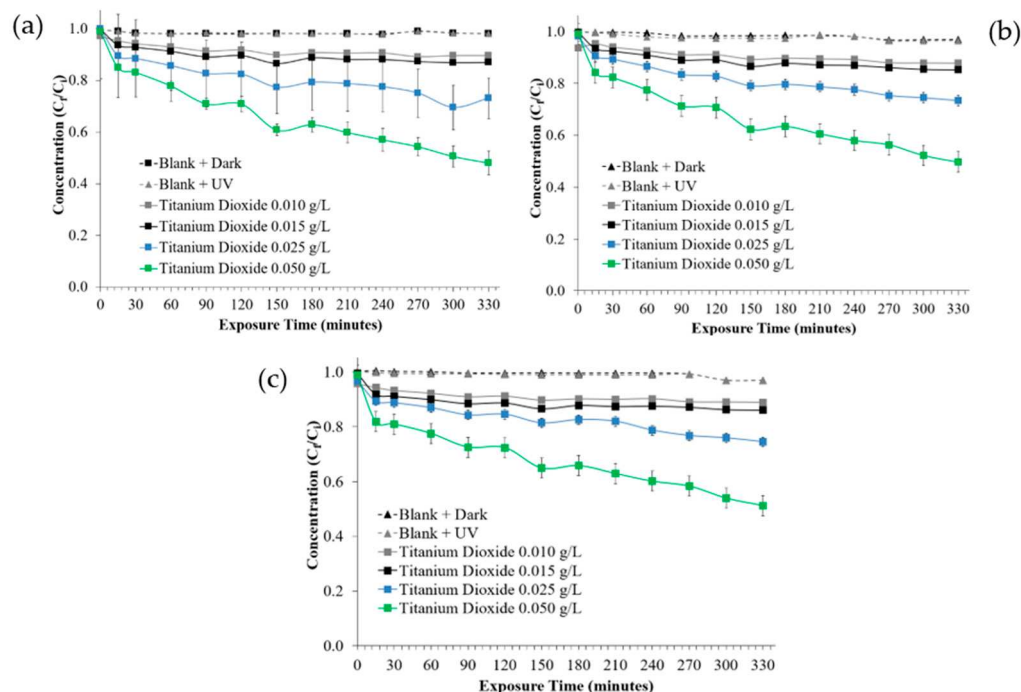 (a)
Concentration (Cf/Ci)
1.0
0.8
0.6
0.4
0.2
0.0
Blank + Dark
Blank + UV
Titanium Dioxide 0.010 g/L
Titanium Dioxide 0.015 g/L
Titanium Dioxide 0.025 g/L
Titanium Dioxide 0.050 g/L
0 30 60 90 120 150 180 210 240 270 300 330
Exposure Time (minutes)
(b)
Concentration (Cf/Ci)
1.0
0.8
0.6
0.4
0.2
0.0
Blank + Dark
Blank + UV
Titanium Dioxide 0.010 g/L
Titanium Dioxide 0.015 g/L
Titanium Dioxide 0.025 g/L
Titanium Dioxide 0.050 g/L
0 30 60 90 120 150 180 210 240 270 300 330
Exposure Time (minutes)
(c)
Concentration (Cf/Ci)
1.0
0.8
0.6
0.4
0.2
0.0
Blank + Dark
Blank + UV
Titanium Dioxide 0.010 g/L
Titanium Dioxide 0.015 g/L
Titanium Dioxide 0.025 g/L
Titanium Dioxide 0.050 g/L
0 30 60 90 120 150 180 210 240 270 300 330
Exposure Time (minutes)